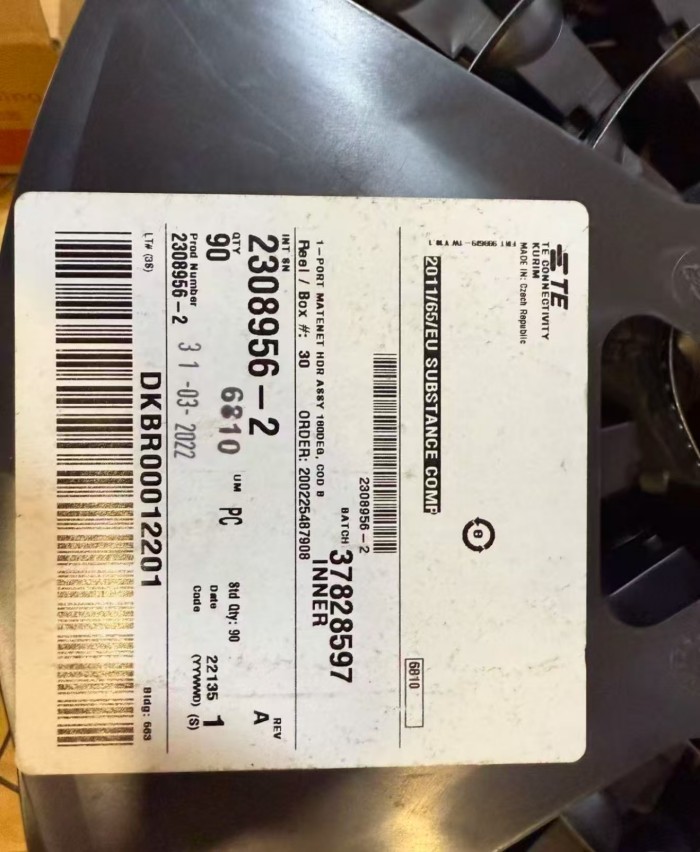 TE
TE CONNECTIVITY
KURIM
MADE IN: Czech Republic
2011/65/EU SUBSTANCE COMP
e
6810
2308956-2
BATCH 37828597
INNER
1-PORT MATENET HDR ASSY 180DEG, COD B
Reel / Box #: 30 ORDER: 200225487908
INT SN REV
2308956-2 A
QTY 6810 UM Std Qty: 90
90 PC Date 22135 1
Code (YYWWD) (S)
Prod Number
2308956-2 31-03-2022
LT# (3S) DKBR00012201 Bldg: 563